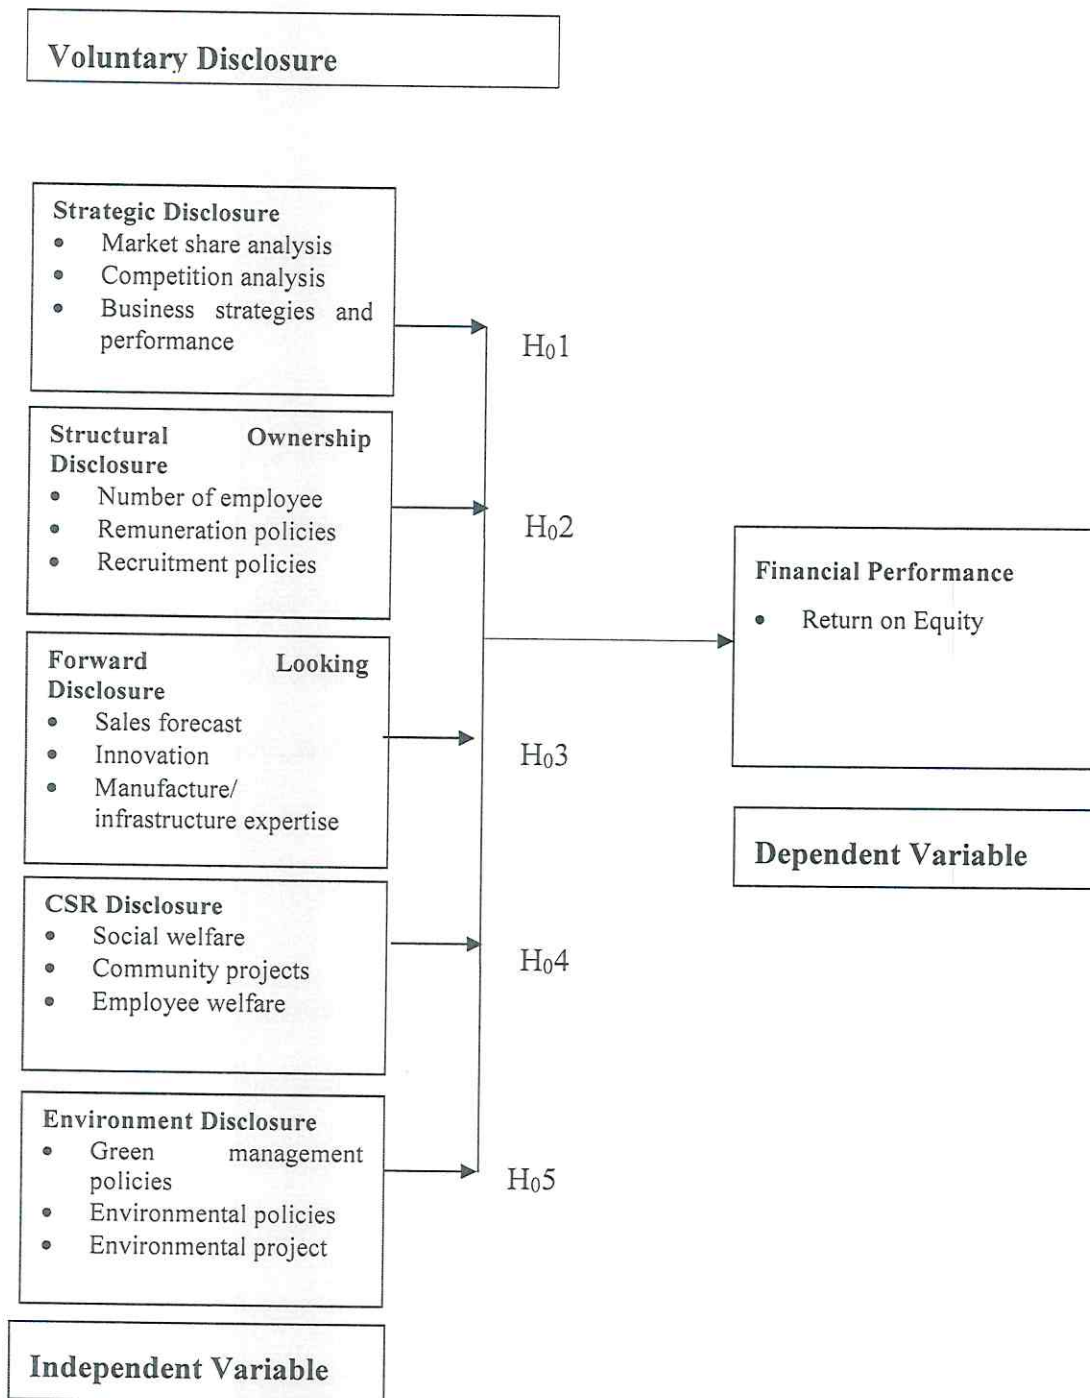 Voluntary Disclosure
Strategic Disclosure
• Market share analysis
• Competition analysis
• Business strategies and
performance
H₀1
Structural Ownership
Disclosure
• Number of employee
• Remuneration policies
• Recruitment policies
H₀2
Forward Looking
Disclosure
• Sales forecast
• Innovation
• Manufacture/
infrastructure expertise
H₀3
CSR Disclosure
• Social welfare
• Community projects
• Employee welfare
H₀4
Environment Disclosure
• Green management
policies
• Environmental policies
• Environmental project
H₀5
Independent Variable
Financial Performance
• Return on Equity
Dependent Variable